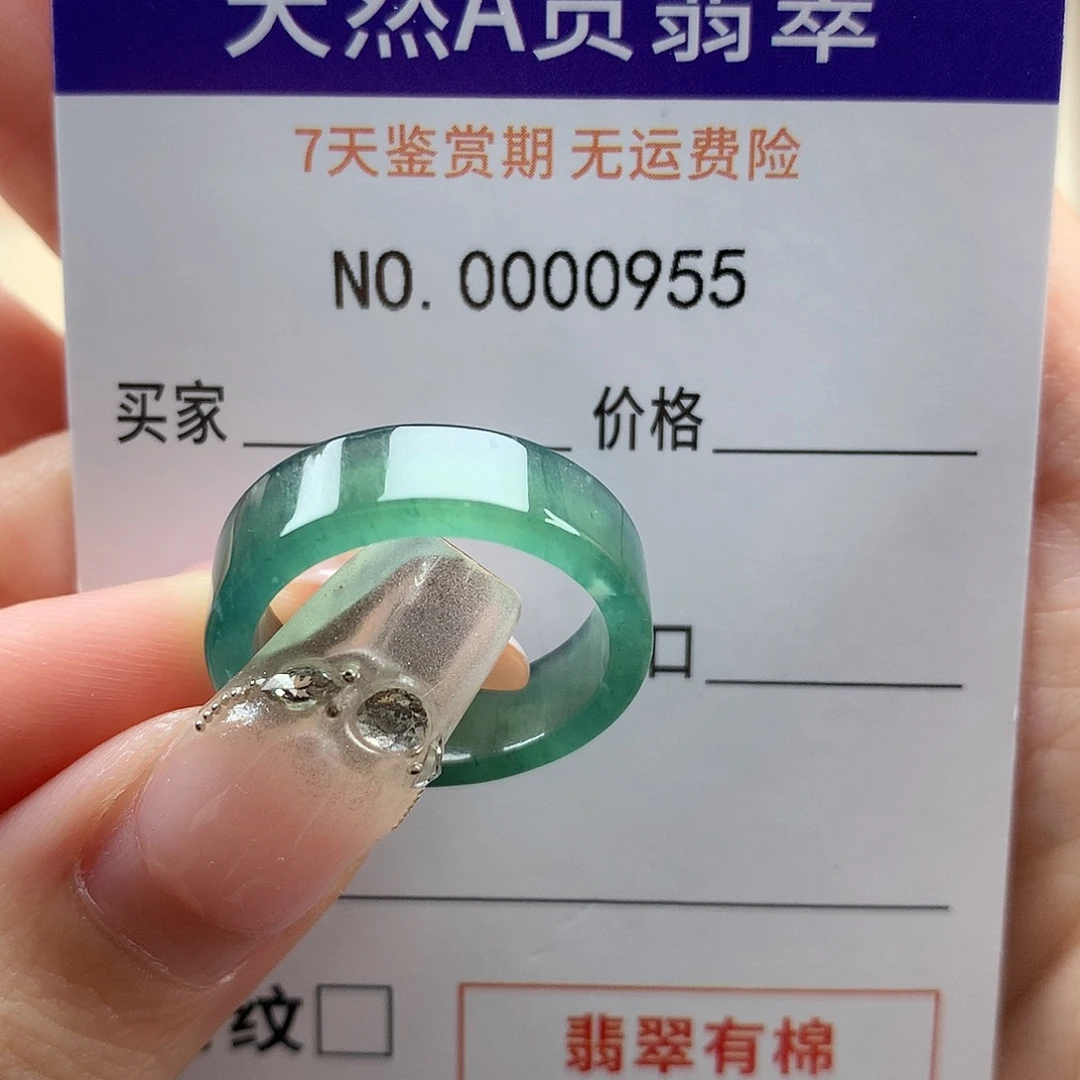 天然A货翡翠
7天鉴赏期 无运费险
NO. 0000955
买家 价格
口
纹
翡翠有棉